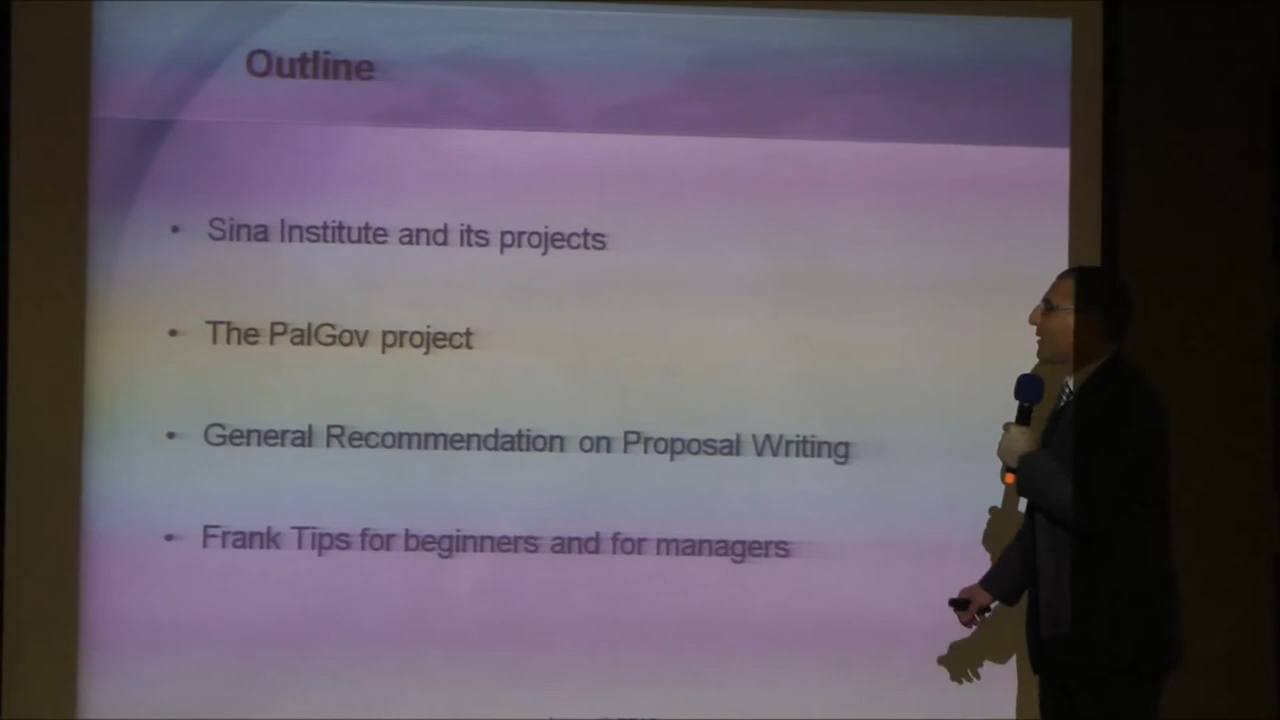 Outline
• Sina Institute and its projects
• The PalGov project
• General Recommendation on Proposal Writing
• Frank Tips for beginners and for managers